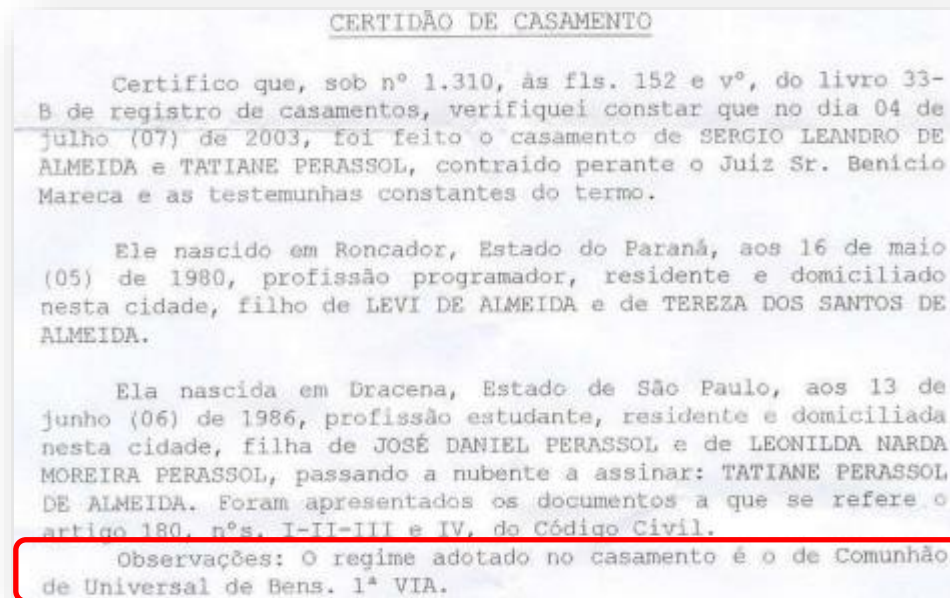 CERTIDÃO DE CASAMENTO
Certifico que, sob nº 1.310, às fls. 152 e vº, do livro 33-
B de registro de casamentos, verifiquei constar que no dia 04 de
julho (07) de 2003, foi feito o casamento de SERGIO LEANDRO DE
ALMEIDA e TATIANE PERASSOL, contraido perante o Juiz Sr. Benicio
Mareca e as testemunhas constantes do termo.
Ele nascido em Roncador, Estado do Paraná, aos 16 de maio
(05) de 1980, profissão programador, residente e domiciliado
nesta cidade, filho de LEVI DE ALMEIDA e de TEREZA DOS SANTOS DE
ALMEIDA.
Ela nascida em Dracena, Estado de São Paulo, aos 13 de
junho (06) de 1986, profissão estudante, residente e domiciliada
nesta cidade, filha de JOSÉ DANIEL PERASSOL e de LEONILDA NARDA
MOREIRA PERASSOL, passando a nubente a assinar: TATIANE PERASSOL
DE ALMEIDA. Foram apresentados os documentos a que se refere o
artigo 180, nºs. I-II-III e IV, do Código Civil.
Observações: O regime adotado no casamento é o de Comunhão
de Universal de Bens. 1ª VIA.